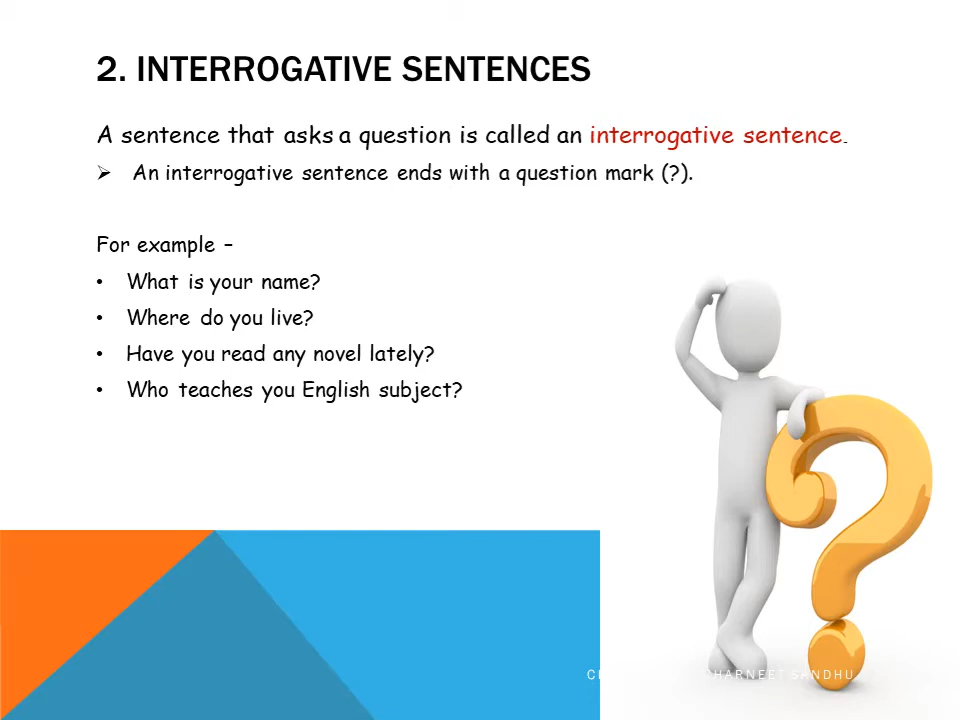 2. INTERROGATIVE SENTENCES
A sentence that asks a question is called an interrogative sentence.
➢ An interrogative sentence ends with a question mark (?).
For example –
• What is your name?
• Where do you live?
• Have you read any novel lately?
• Who teaches you English subject?
HARNEET SANDHU